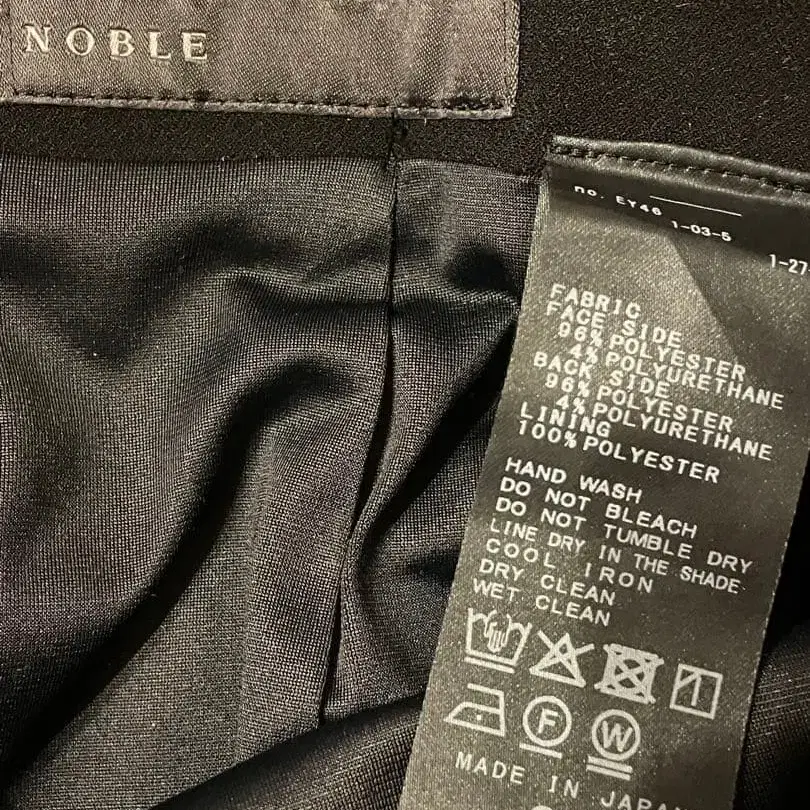 NOBLE
no. EY46
1-03-5
1-27-
FABRIC
FACE SIDE
96% POLYESTER
4% POLYURETHANE
BACK SIDE
96% POLYESTER
4% POLYURETHANE
LINING
100% POLYESTER
HAND WASH
DO NOT BLEACH
DO NOT TUMBLE DRY
LINE DRY IN THE SHADE
COOL IRON
DRY CLEAN
WET CLEAN
F
W
MADE IN JAPAN